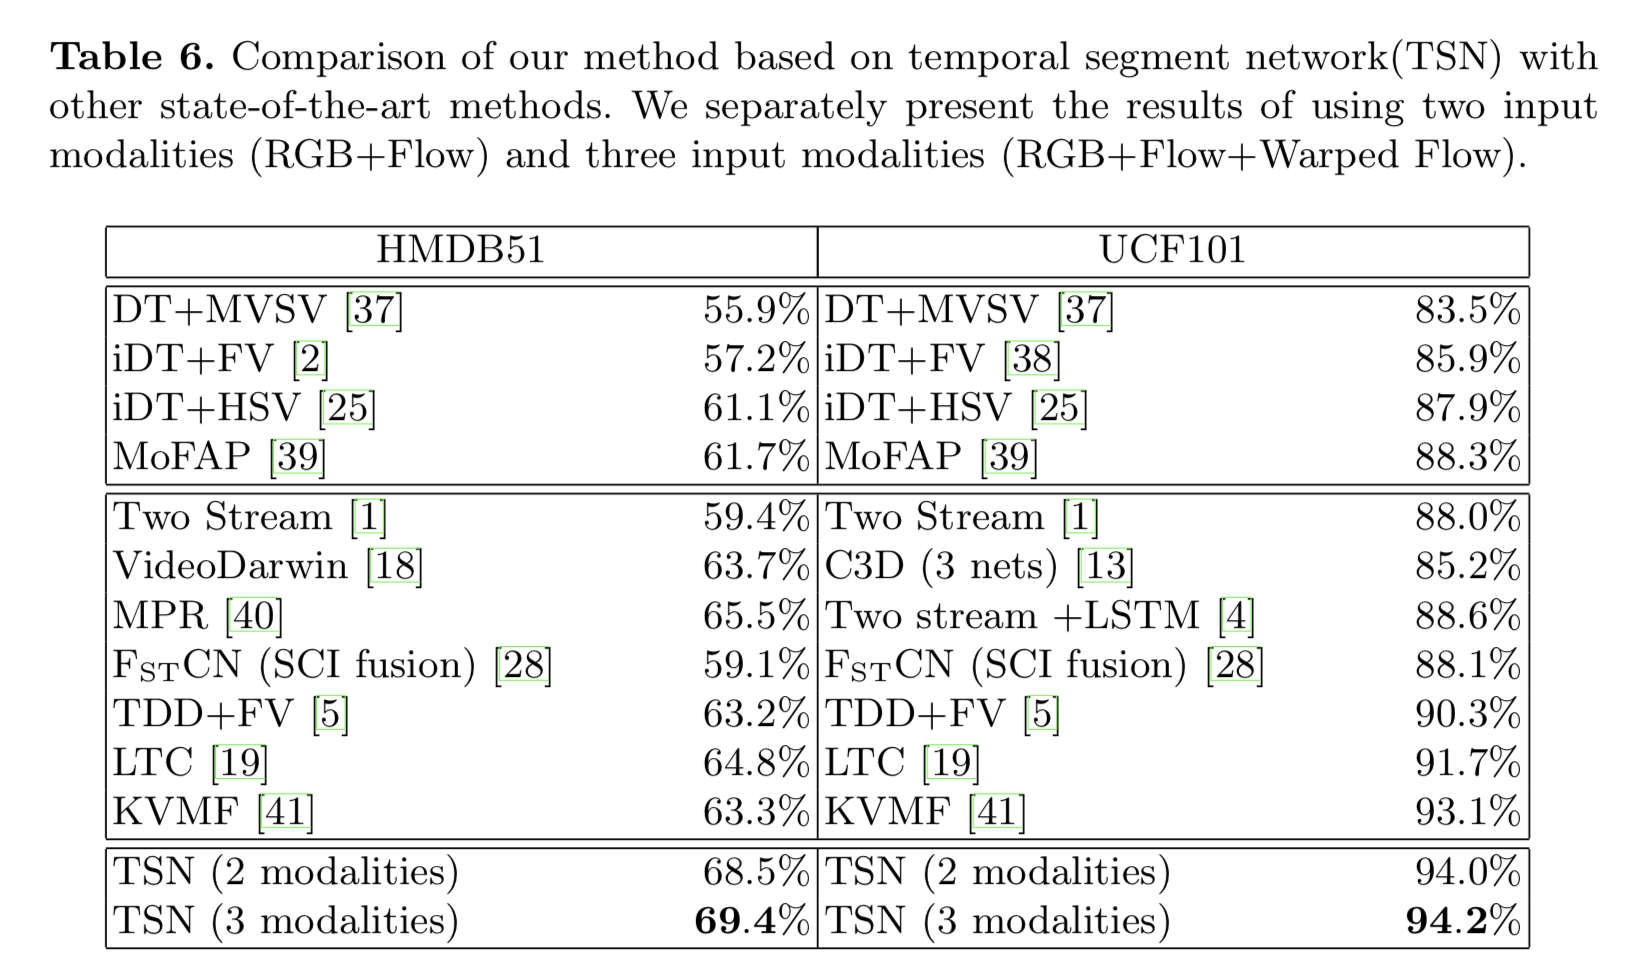 Table 6. Comparison of our method based on temporal segment network(TSN) with
other state-of-the-art methods. We separately present the results of using two input
modalities (RGB+Flow) and three input modalities (RGB+Flow+Warped Flow).
HMDB51 UCF101
DT+MVSV [37] 55.9% DT+MVSV [37] 83.5%
iDT+FV [2] 57.2% iDT+FV [38] 85.9%
iDT+HSV [25] 61.1% iDT+HSV [25] 87.9%
MoFAP [39] 61.7% MoFAP [39] 88.3%
Two Stream [1] 59.4% Two Stream [1] 88.0%
VideoDarwin [18] 63.7% C3D (3 nets) [13] 85.2%
MPR [40] 65.5% Two stream +LSTM [4] 88.6%
FSTCN (SCI fusion) [28] 59.1% FSTCN (SCI fusion) [28] 88.1%
TDD+FV [5] 63.2% TDD+FV [5] 90.3%
LTC [19] 64.8% LTC [19] 91.7%
KVMF [41] 63.3% KVMF [41] 93.1%
TSN (2 modalities) 68.5% TSN (2 modalities) 94.0%
TSN (3 modalities) 69.4% TSN (3 modalities) 94.2%